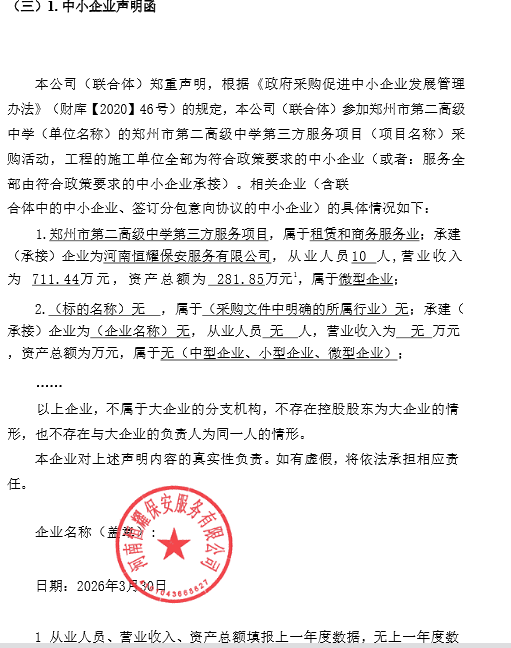 （三）1. 中小企业声明函
本公司（联合体）郑重声明，根据《政府采购促进中小企业发展管理
办法》（财库【2020】46号）的规定，本公司（联合体）参加郑州市第二高级
中学（单位名称）的郑州市第二高级中学第三方服务项目（项目名称）采
购活动，工程的施工单位全部为符合政策要求的中小企业（或者：服务全
部由符合政策要求的中小企业承接）。相关企业（含联
合体中的中小企业、签订分包意向协议的中小企业）的具体情况如下：
1. 郑州市第二高级中学第三方服务项目，属于租赁和商务服务业；承建
（承接）企业为河南恒耀保安服务有限公司，从业人员10 人，营业收入
为 711.44万元，资产总额为 281.85万元¹，属于微型企业；
2.（标的名称）无 ，属于（采购文件中明确的所属行业）无；承建（
承接）企业为（企业名称）无，从业人员 无 人，营业收入为 无 万元
，资产总额为万元，属于无（中型企业、小型企业、微型企业）；
……
以上企业，不属于大企业的分支机构，不存在控股股东为大企业的情
形，也不存在与大企业的负责人为同一人的情形。
本企业对上述声明内容的真实性负责。如有虚假，将依法承担相应责
任。
企业名称（盖章）：
河南恒耀保安服务有限公司
日期：2026年3月30日
1 从业人员、营业收入、资产总额填报上一年度数据，无上一年度数